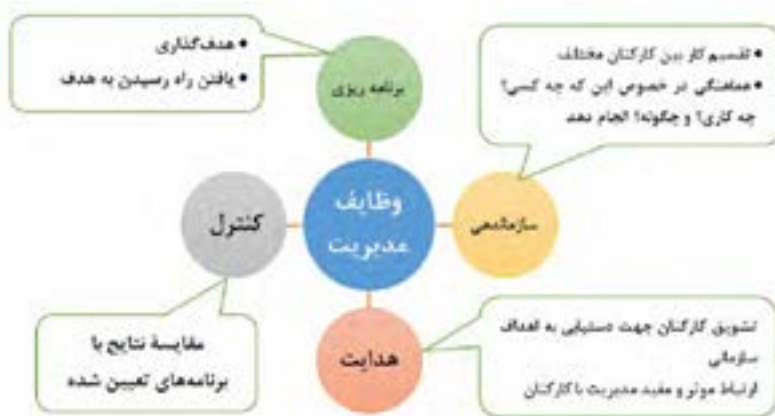 • هدف‌گذاری
• یافتن راه رسیدن به هدف
برنامه ریزی
• تقسیم کار بین کارکنان مختلف
• هماهنگی در خصوص این که چه کسی؟
چه کاری؟ و چگونه؟ انجام دهد
سازماندهی
وظایف
مدیریت
کنترل
هدایت
تشویق کارکنان جهت دستیابی به اهداف
سازمانی
ارتباط موثر و مفید مدیریت با کارکنان
مقایسهٔ نتایج با
برنامه‌های تعیین شده